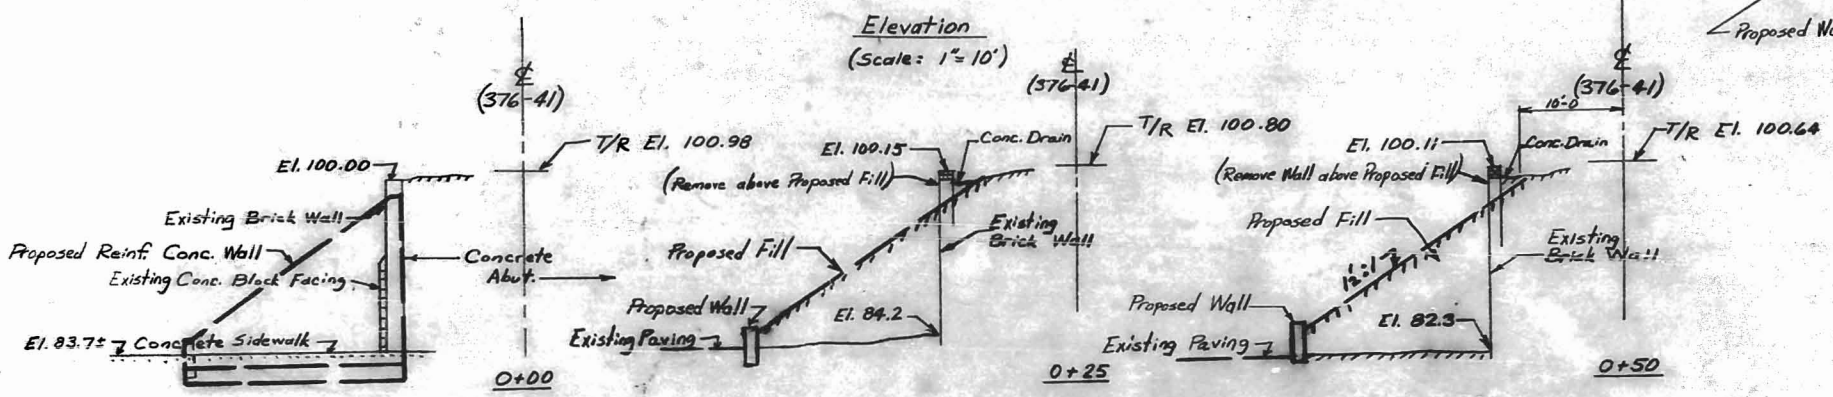 Elevation
(Scale: 1"=10')
Proposed
℄
(376-41)
T/R El. 100.98
El. 100.00
Existing Brick Wall
Proposed Reinf. Conc. Wall
Existing Conc. Block Facing
Concrete
Abut.
El. 83.7± Concrete Sidewalk
0+00
℄
(376-41)
T/R El. 100.80
El. 100.15
Conc. Drain
(Remove above Proposed Fill)
Existing
Brick Wall
Proposed Fill
Proposed Wall
El. 84.2
Existing Paving
0+25
℄
(376-41)
10'-0
T/R El. 100.64
El. 100.11
Conc. Drain
(Remove Wall above Proposed Fill)
Proposed Fill
Existing
Brick Wall
1½:1
Proposed Wall
El. 82.3
Existing Paving
0+50